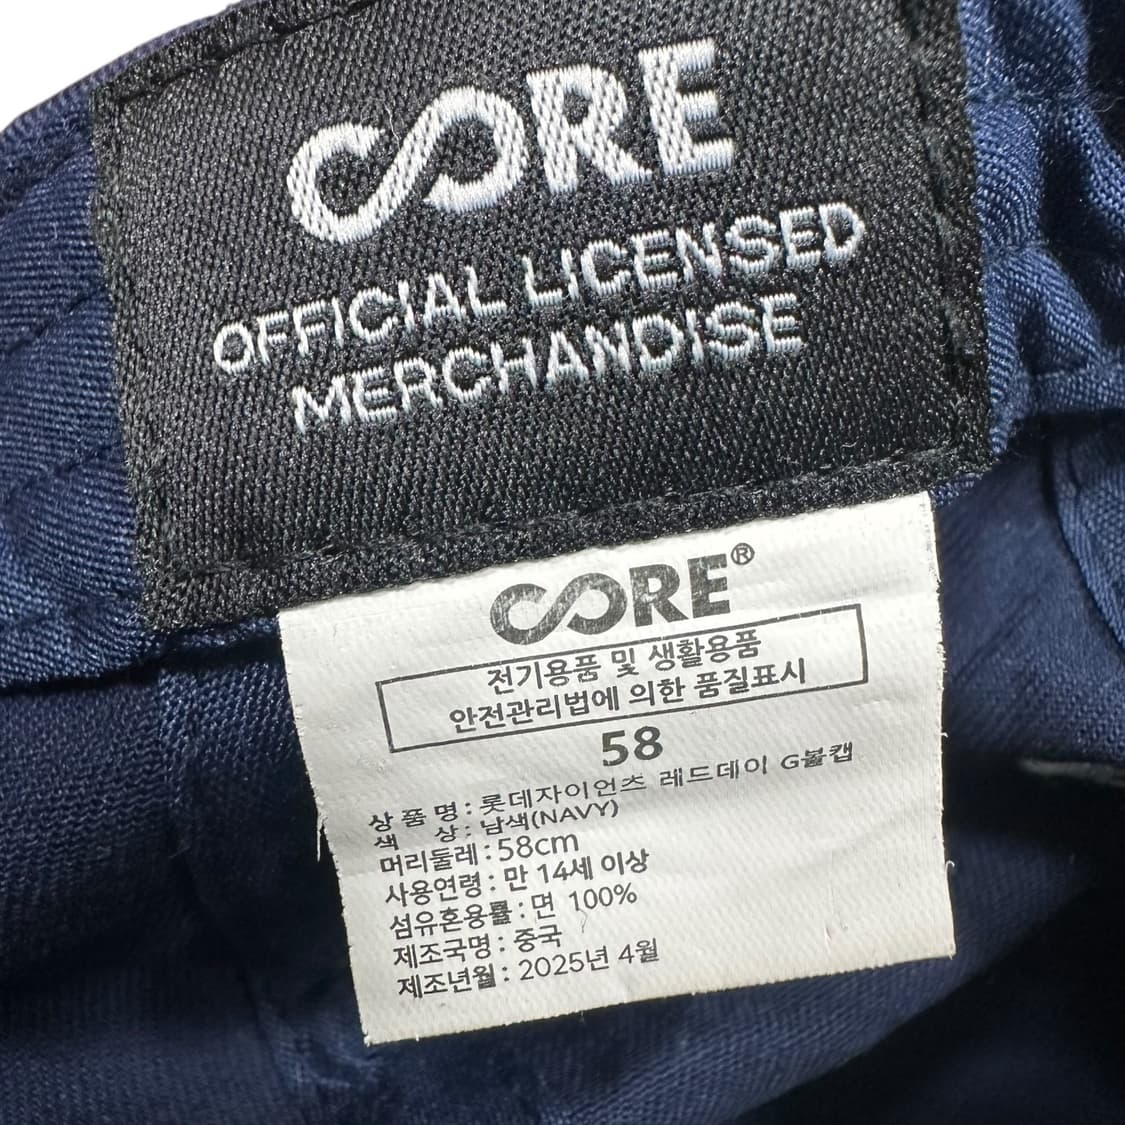 CORE
OFFICIAL LICENSED
MERCHANDISE
CORE®
전기용품 및 생활용품
안전관리법에 의한 품질표시
58
상 품 명 : 롯데자이언츠 레드데이 G볼캡
색 상 : 남색(NAVY)
머리둘레 : 58cm
사용연령 : 만 14세 이상
섬유혼용률 : 면 100%
제조국명 : 중국
제조년월 : 2025년 4월